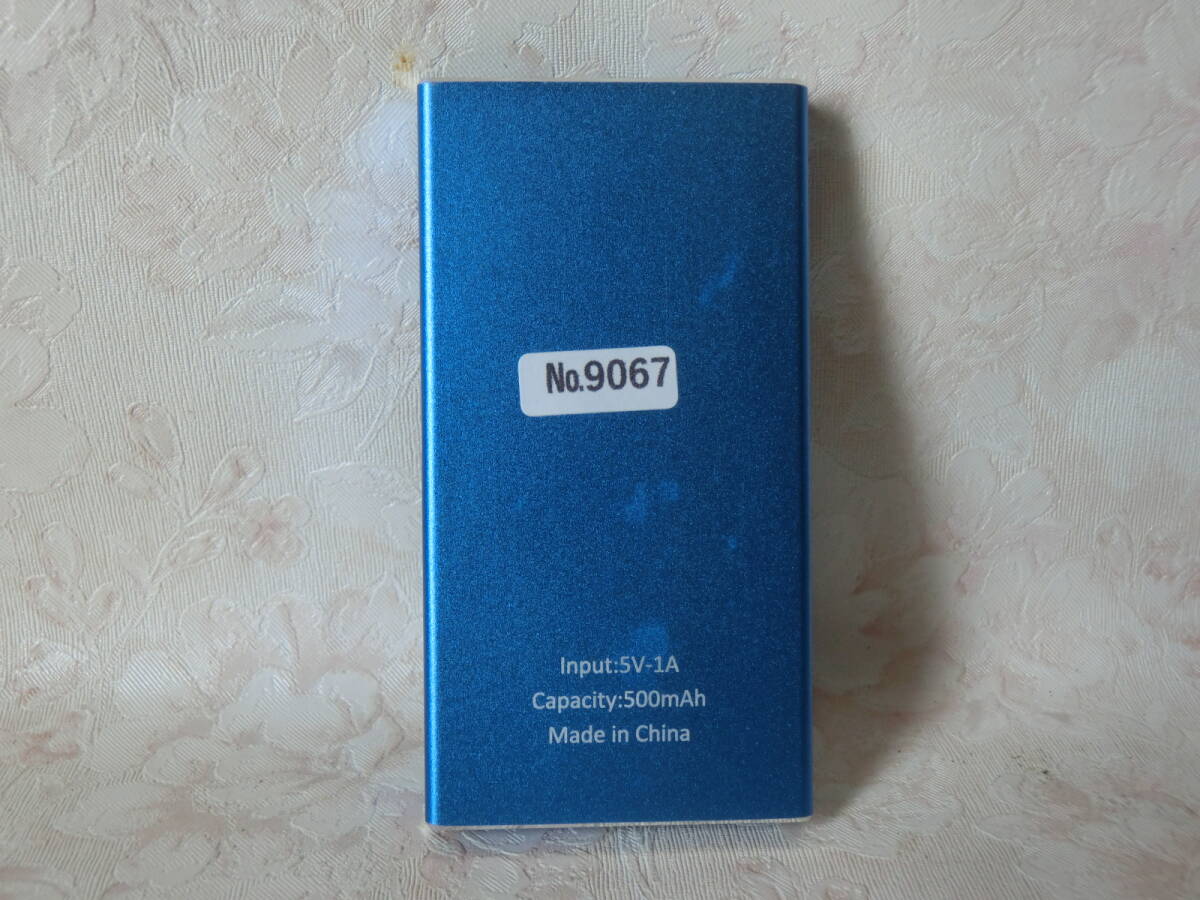 №.9067
Input:5V-1A
Capacity:500mAh
Made in China